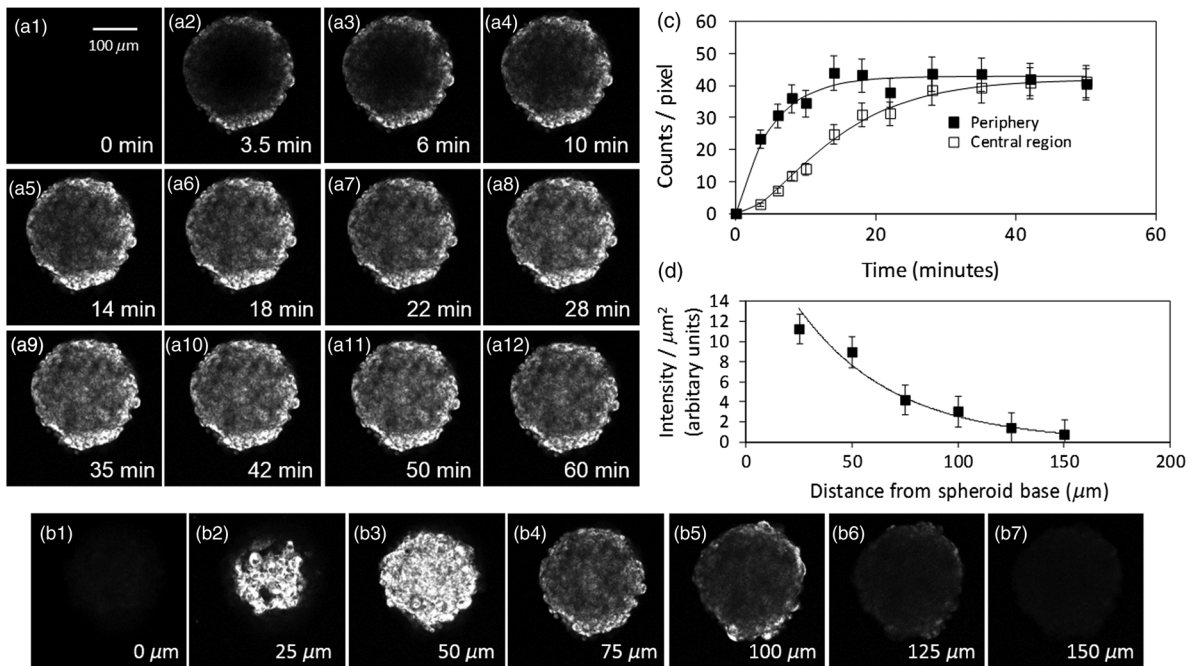 (a1)
100 μm
0 min
(a2)
3.5 min
(a3)
6 min
(a4)
10 min
(a5)
14 min
(a6)
18 min
(a7)
22 min
(a8)
28 min
(a9)
35 min
(a10)
42 min
(a11)
50 min
(a12)
60 min
(c)
Counts / pixel
60
50
40
30
20
10
0
Periphery
Central region
0 20 40 60
Time (minutes)
(d)
Intensity / μm²
(arbitary units)
14
12
10
8
6
4
2
0
0 50 100 150 200
Distance from spheroid base (μm)
(b1)
0 μm
(b2)
25 μm
(b3)
50 μm
(b4)
75 μm
(b5)
100 μm
(b6)
125 μm
(b7)
150 μm